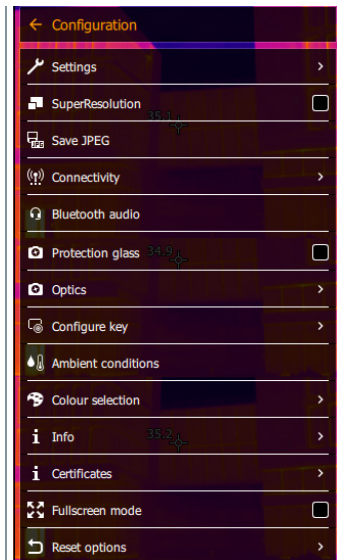 Configuration
Settings
SuperResolution
35.1
JPEG
Save JPEG
Connectivity
Bluetooth audio
Protection glass 34.9
Optics
Configure key
Ambient conditions
Colour selection
i Info 35.2
i Certificates
Fullscreen mode
Reset options